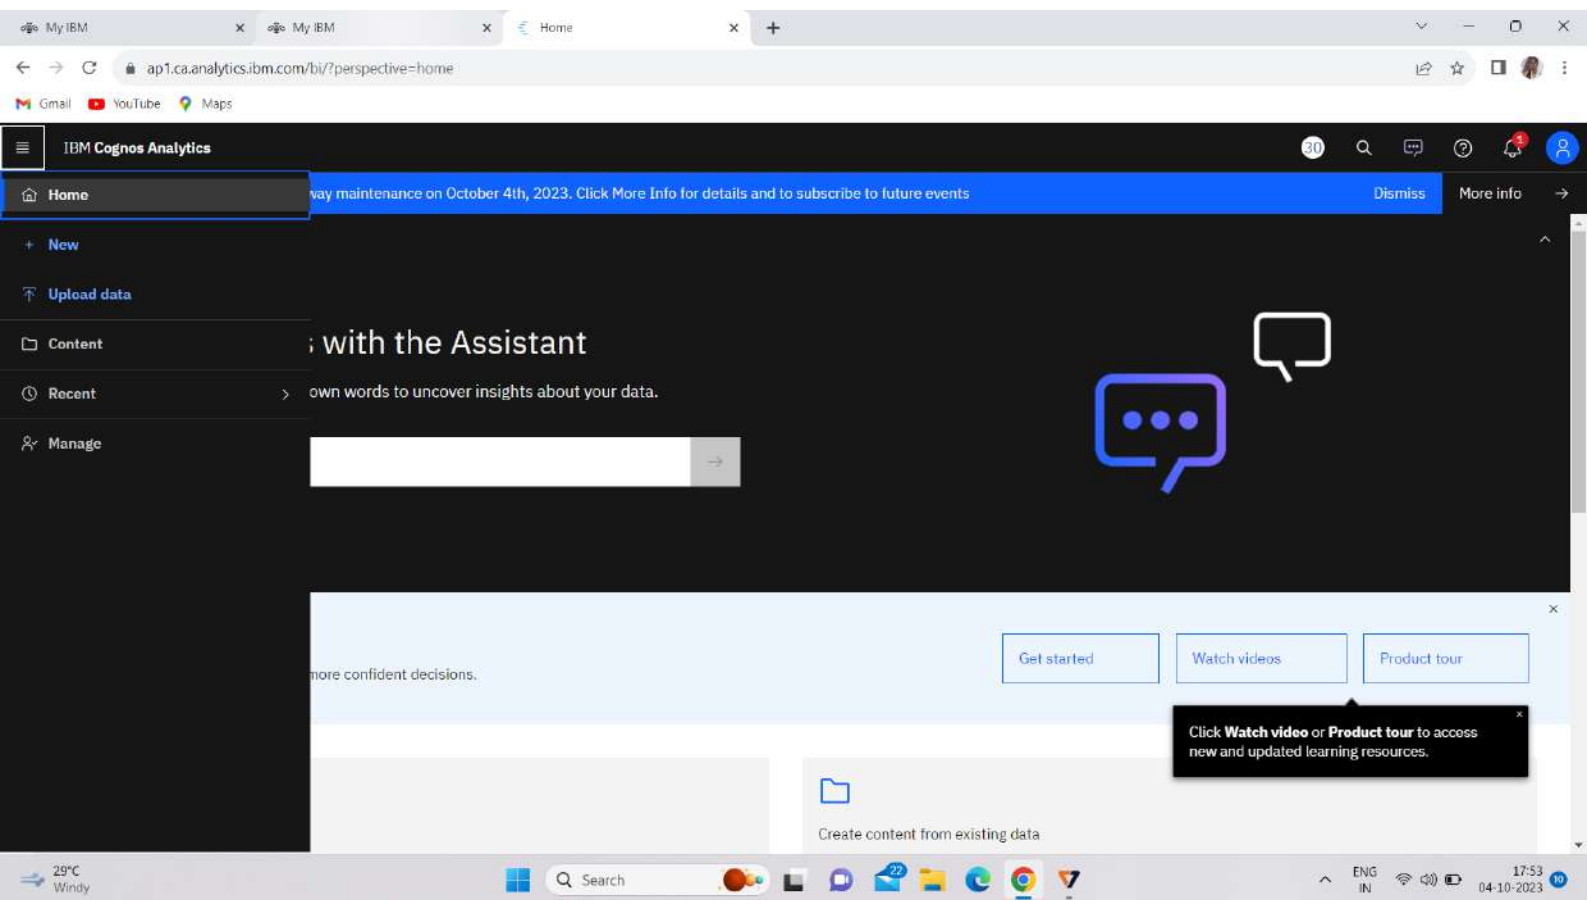 My IBM
My IBM
Home
ap1.ca.analytics.ibm.com/bi/?perspective=home
Gmail
YouTube
Maps
IBM Cognos Analytics
30
1
Home
way maintenance on October 4th, 2023. Click More Info for details and to subscribe to future events
Dismiss
More info
New
Upload data
Content
Recent
Manage
s with the Assistant
own words to uncover insights about your data.
more confident decisions.
Get started
Watch videos
Product tour
Click Watch video or Product tour to access
new and updated learning resources.
Create content from existing data
29°C
Windy
Search
22
ENG
IN
17:53
04-10-2023
10